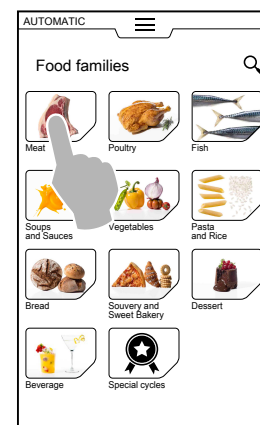 AUTOMATIC
Food families
Meat
Poultry
Fish
Soups
and Sauces
Vegetables
Pasta
and Rice
Bread
Souvery and
Sweet Bakery
Dessert
Beverage
Special cycles